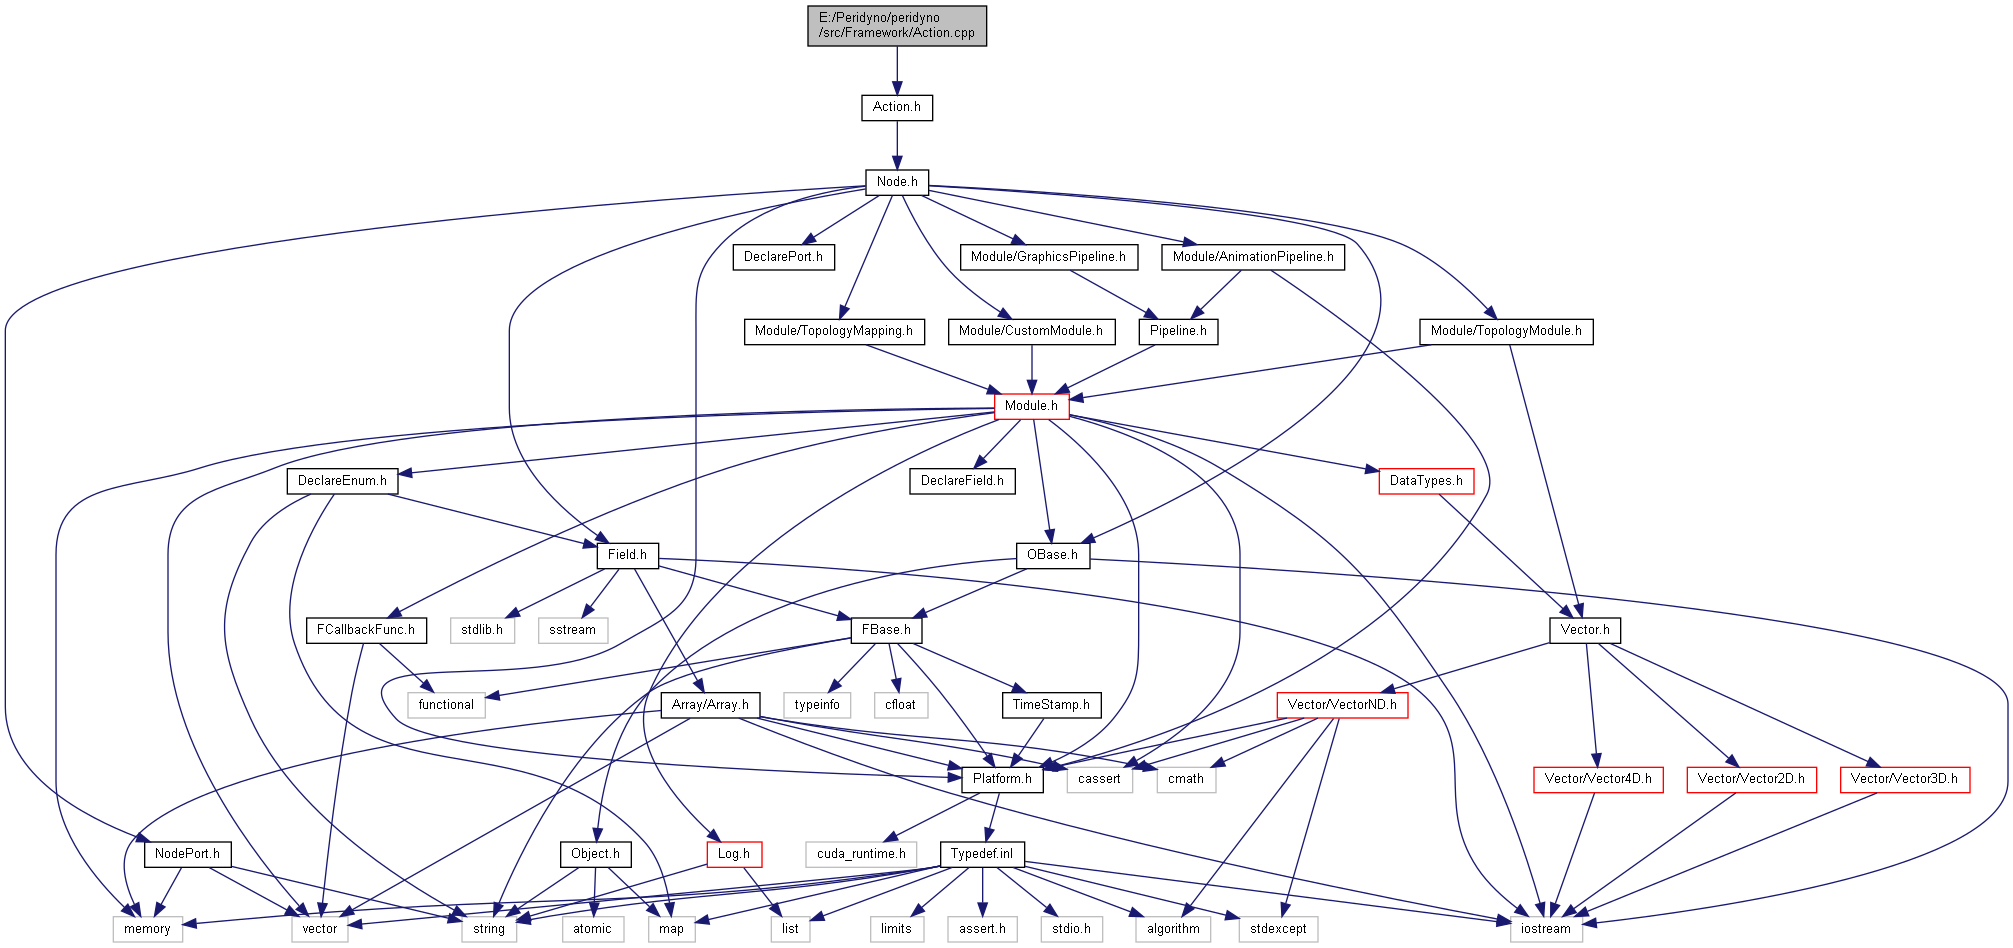 E:/Peridyno/peridyno
/src/Framework/Action.cpp
Action.h
Node.h
DeclarePort.h
Module/GraphicsPipeline.h
Module/AnimationPipeline.h
Module/TopologyMapping.h
Module/CustomModule.h
Pipeline.h
Module/TopologyModule.h
Module.h
DeclareEnum.h
DeclareField.h
DataTypes.h
Field.h
OBase.h
FCallbackFunc.h
stdlib.h
sstream
FBase.h
Vector.h
functional
Array/Array.h
typeinfo
cfloat
TimeStamp.h
Vector/VectorND.h
Platform.h
cassert
cmath
Vector/Vector4D.h
Vector/Vector2D.h
Vector/Vector3D.h
NodePort.h
Object.h
Log.h
cuda_runtime.h
Typedef.inl
memory
vector
string
atomic
map
list
limits
assert.h
stdio.h
algorithm
stdexcept
iostream